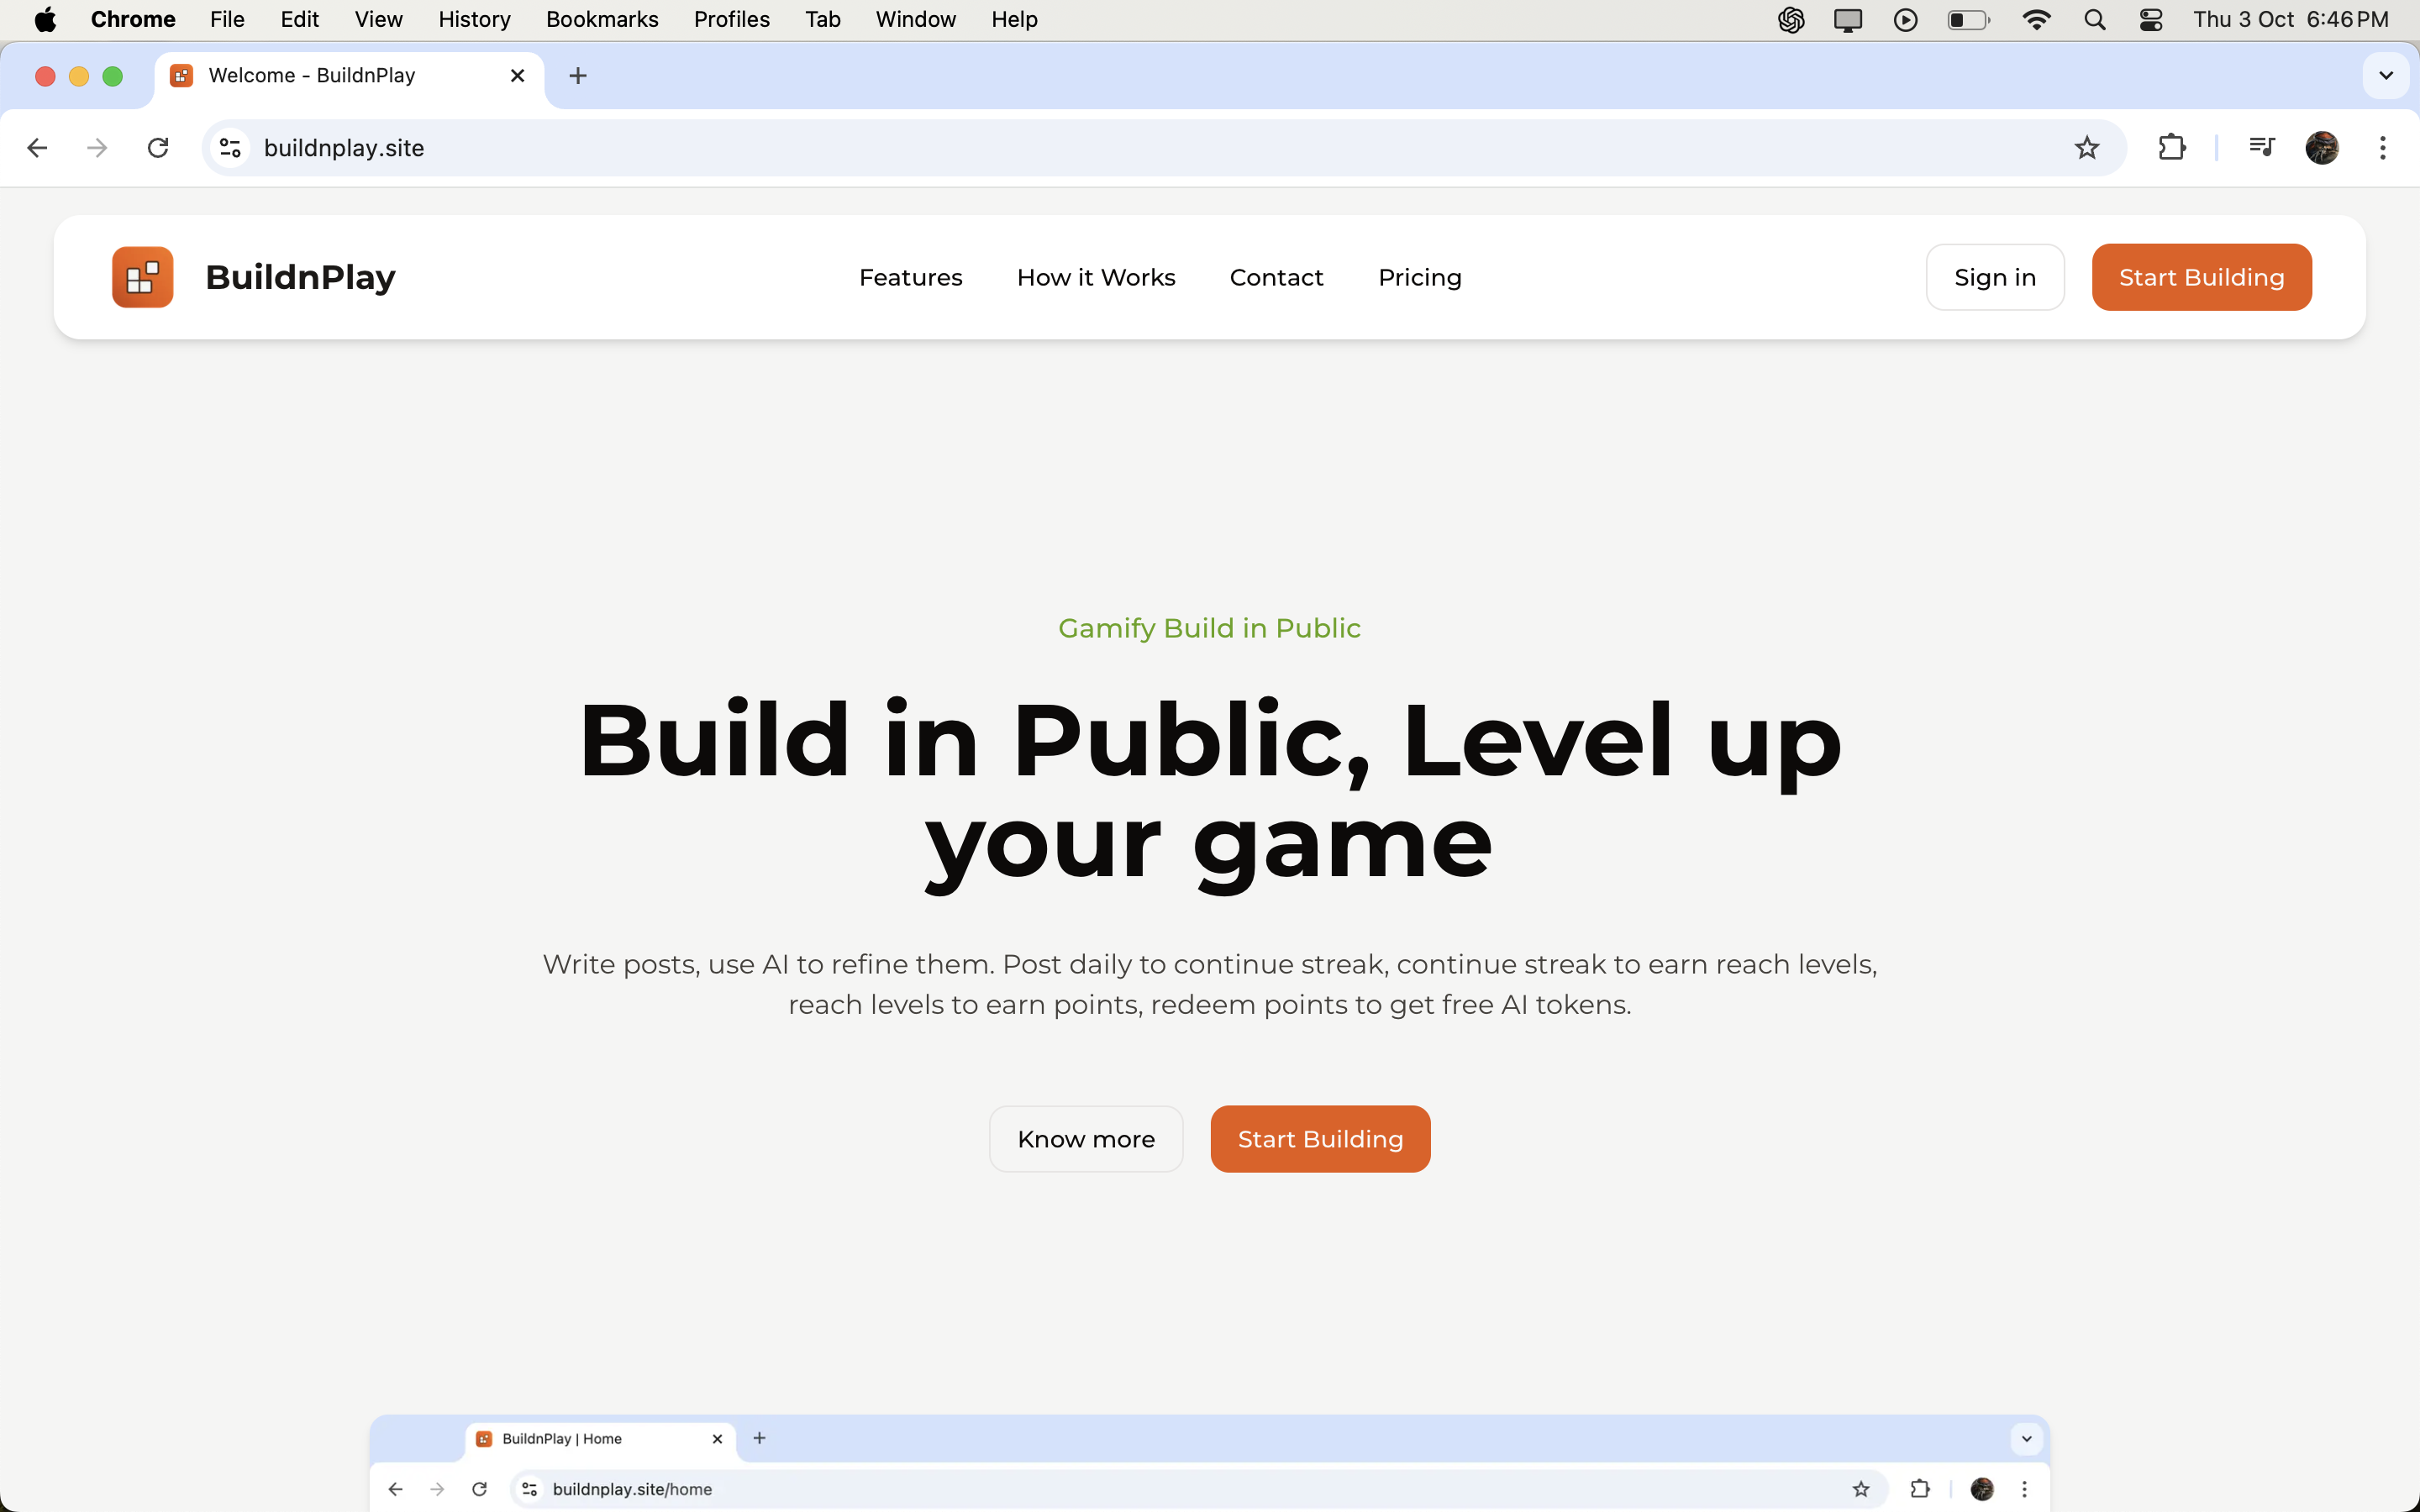 Chrome File Edit View History Bookmarks Profiles Tab Window Help Thu 3 Oct 6:46 PM
Welcome - BuildnPlay
buildnplay.site
BuildnPlay Features How it Works Contact Pricing Sign in Start Building
Gamify Build in Public
Build in Public, Level up
your game
Write posts, use AI to refine them. Post daily to continue streak, continue streak to earn reach levels,
reach levels to earn points, redeem points to get free AI tokens.
Know more Start Building
BuildnPlay | Home
buildnplay.site/home